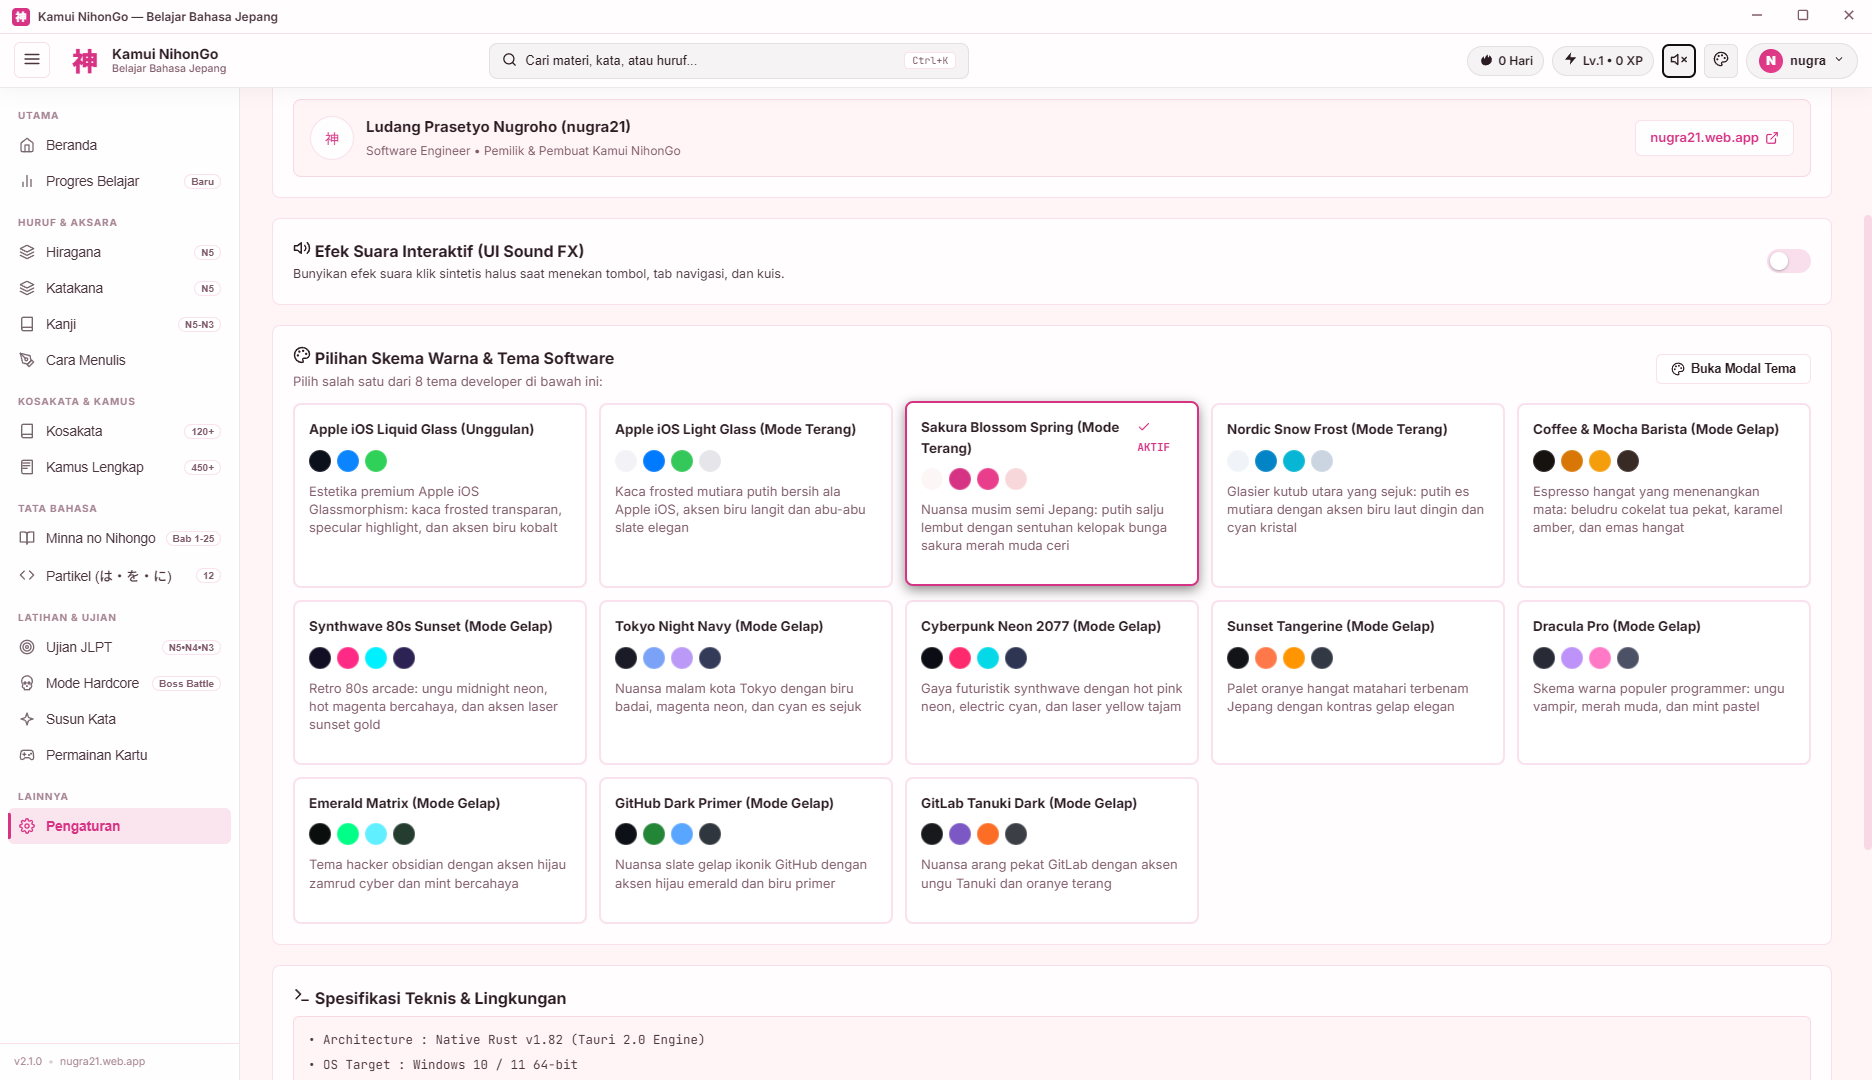 神 Kamui NihonGo — Belajar Bahasa Jepang
神 Kamui NihonGo
Belajar Bahasa Jepang
Cari materi, kata, atau huruf...
Ctrl+K
0 Hari
Lv.1 • 0 XP
N nugra
UTAMA
Beranda
Progres Belajar Baru
HURUF & AKSARA
Hiragana N5
Katakana N5
Kanji N5-N3
Cara Menulis
KOSAKATA & KAMUS
Kosakata 120+
Kamus Lengkap 450+
TATA BAHASA
Minna no Nihongo Bab 1-25
Partikel (は・を・に) 12
LATIHAN & UJIAN
Ujian JLPT N5•N4•N3
Mode Hardcore Boss Battle
Susun Kata
Permainan Kartu
LAINNYA
Pengaturan
v2.1.0 • nugra21.web.app
神
Ludang Prasetyo Nugroho (nugra21)
Software Engineer • Pemilik & Pembuat Kamui NihonGo
nugra21.web.app
Efek Suara Interaktif (UI Sound FX)
Bunyikan efek suara klik sintetis halus saat menekan tombol, tab navigasi, dan kuis.
Pilihan Skema Warna & Tema Software
Pilih salah satu dari 8 tema developer di bawah ini:
Buka Modal Tema
Apple iOS Liquid Glass (Unggulan)
Estetika premium Apple iOS
Glassmorphism: kaca frosted transparan,
specular highlight, dan aksen biru kobalt
Apple iOS Light Glass (Mode Terang)
Kaca frosted mutiara putih bersih ala
Apple iOS, aksen biru langit dan abu-abu
slate elegan
Sakura Blossom Spring (Mode
Terang)
AKTIF
Nuansa musim semi Jepang: putih salju
lembut dengan sentuhan kelopak bunga
sakura merah muda ceri
Nordic Snow Frost (Mode Terang)
Glasier kutub utara yang sejuk: putih es
mutiara dengan aksen biru laut dingin dan
cyan kristal
Coffee & Mocha Barista (Mode Gelap)
Espresso hangat yang menenangkan
mata: beludru cokelat tua pekat, karamel
amber, dan emas hangat
Synthwave 80s Sunset (Mode Gelap)
Retro 80s arcade: ungu midnight neon,
hot magenta bercahaya, dan aksen laser
sunset gold
Tokyo Night Navy (Mode Gelap)
Nuansa malam kota Tokyo dengan biru
badai, magenta neon, dan cyan es sejuk
Cyberpunk Neon 2077 (Mode Gelap)
Gaya futuristik synthwave dengan hot pink
neon, electric cyan, dan laser yellow tajam
Sunset Tangerine (Mode Gelap)
Palet oranye hangat matahari terbenam
Jepang dengan kontras gelap elegan
Dracula Pro (Mode Gelap)
Skema warna populer programmer: ungu
vampir, merah muda, dan mint pastel
Emerald Matrix (Mode Gelap)
Tema hacker obsidian dengan aksen hijau
zamrud cyber dan mint bercahaya
GitHub Dark Primer (Mode Gelap)
Nuansa slate gelap ikonik GitHub dengan
aksen hijau emerald dan biru primer
GitLab Tanuki Dark (Mode Gelap)
Nuansa arang pekat GitLab dengan aksen
ungu Tanuki dan oranye terang
Spesifikasi Teknis & Lingkungan
• Architecture : Native Rust v1.82 (Tauri 2.0 Engine)
• OS Target : Windows 10 / 11 64-bit